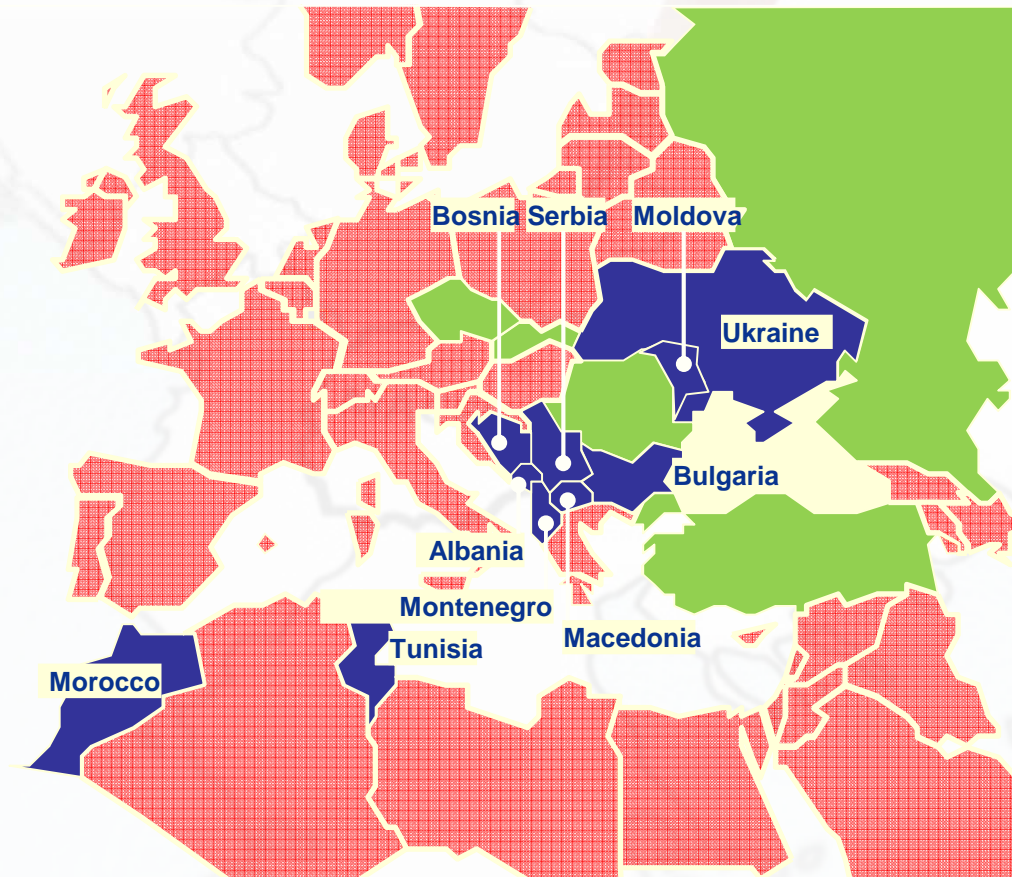 Bosnia Serbia Moldova
Ukraine
Bulgaria
Albania
Montenegro
Macedonia
Tunisia
Morocco